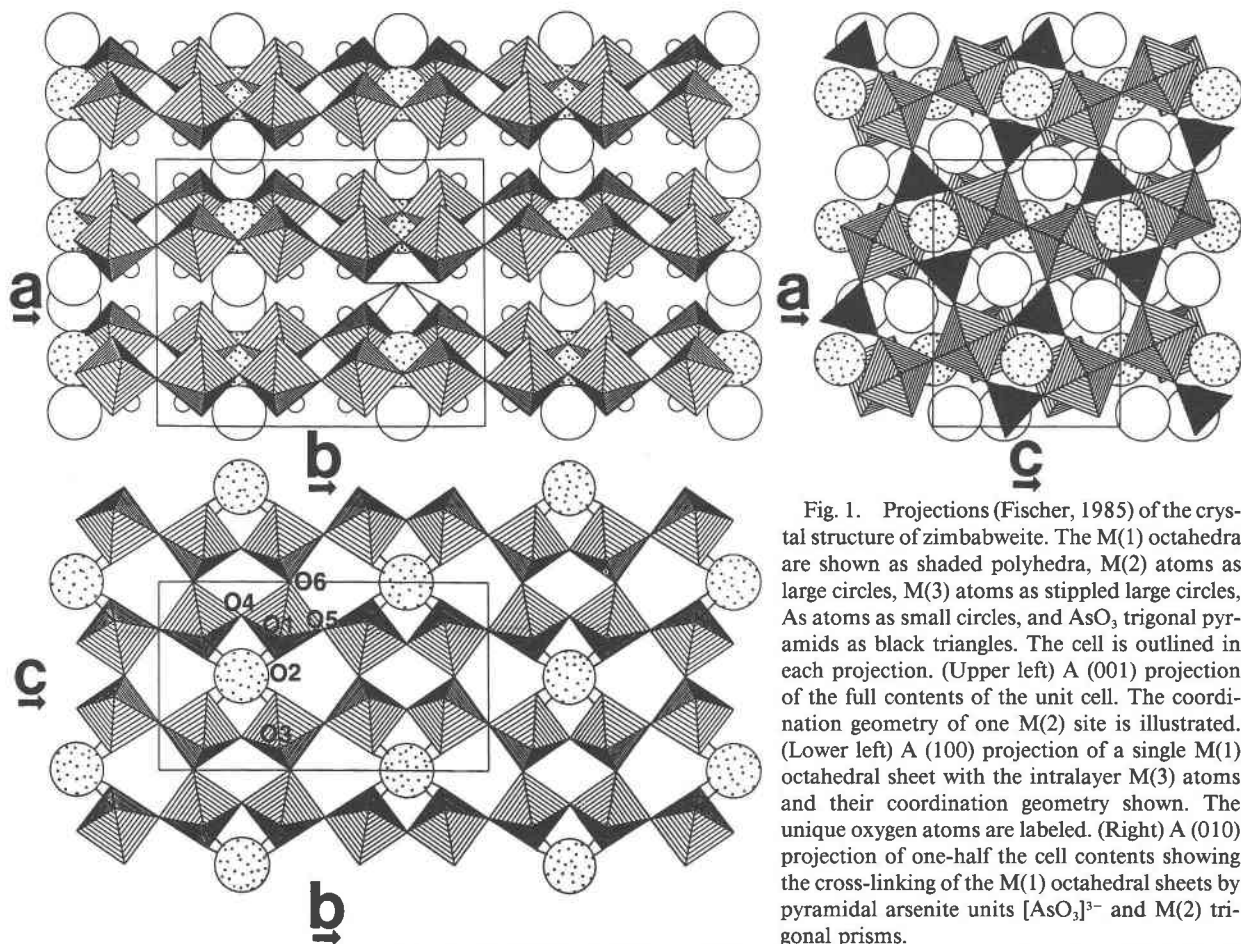 a
b
a
c
c
O6
O4
O1
O5
O2
O3
b
Fig. 1. Projections (Fischer, 1985) of the crys-
tal structure of zimbabweite. The M(1) octahedra
are shown as shaded polyhedra, M(2) atoms as
large circles, M(3) atoms as stippled large circles,
As atoms as small circles, and AsO₃ trigonal pyr-
amids as black triangles. The cell is outlined in
each projection. (Upper left) A (001) projection
of the full contents of the unit cell. The coordi-
nation geometry of one M(2) site is illustrated.
(Lower left) A (100) projection of a single M(1)
octahedral sheet with the intralayer M(3) atoms
and their coordination geometry shown. The
unique oxygen atoms are labeled. (Right) A (010)
projection of one-half the cell contents showing
the cross-linking of the M(1) octahedral sheets by
pyramidal arsenite units [AsO₃]³⁻ and M(2) tri-
gonal prisms.